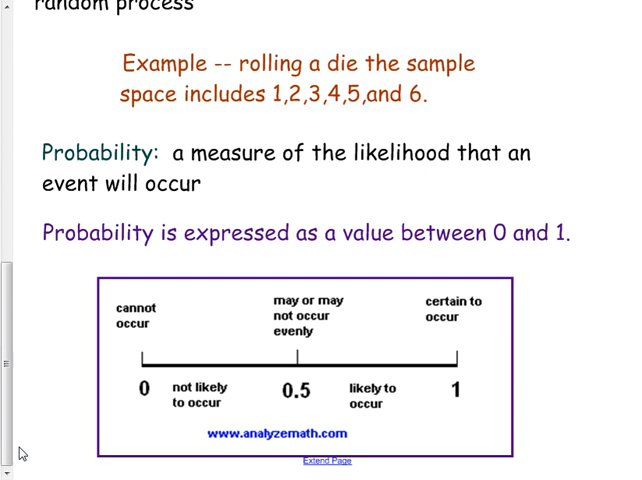 random process
Example -- rolling a die the sample
space includes 1,2,3,4,5,and 6.
Probability: a measure of the likelihood that an
event will occur
Probability is expressed as a value between 0 and 1.
cannot
occur
may or may
not occur
evenly
certain to
occur
0
not likely
to occur
0.5
likely to
occur
1
www.analyzemath.com
Extend Page